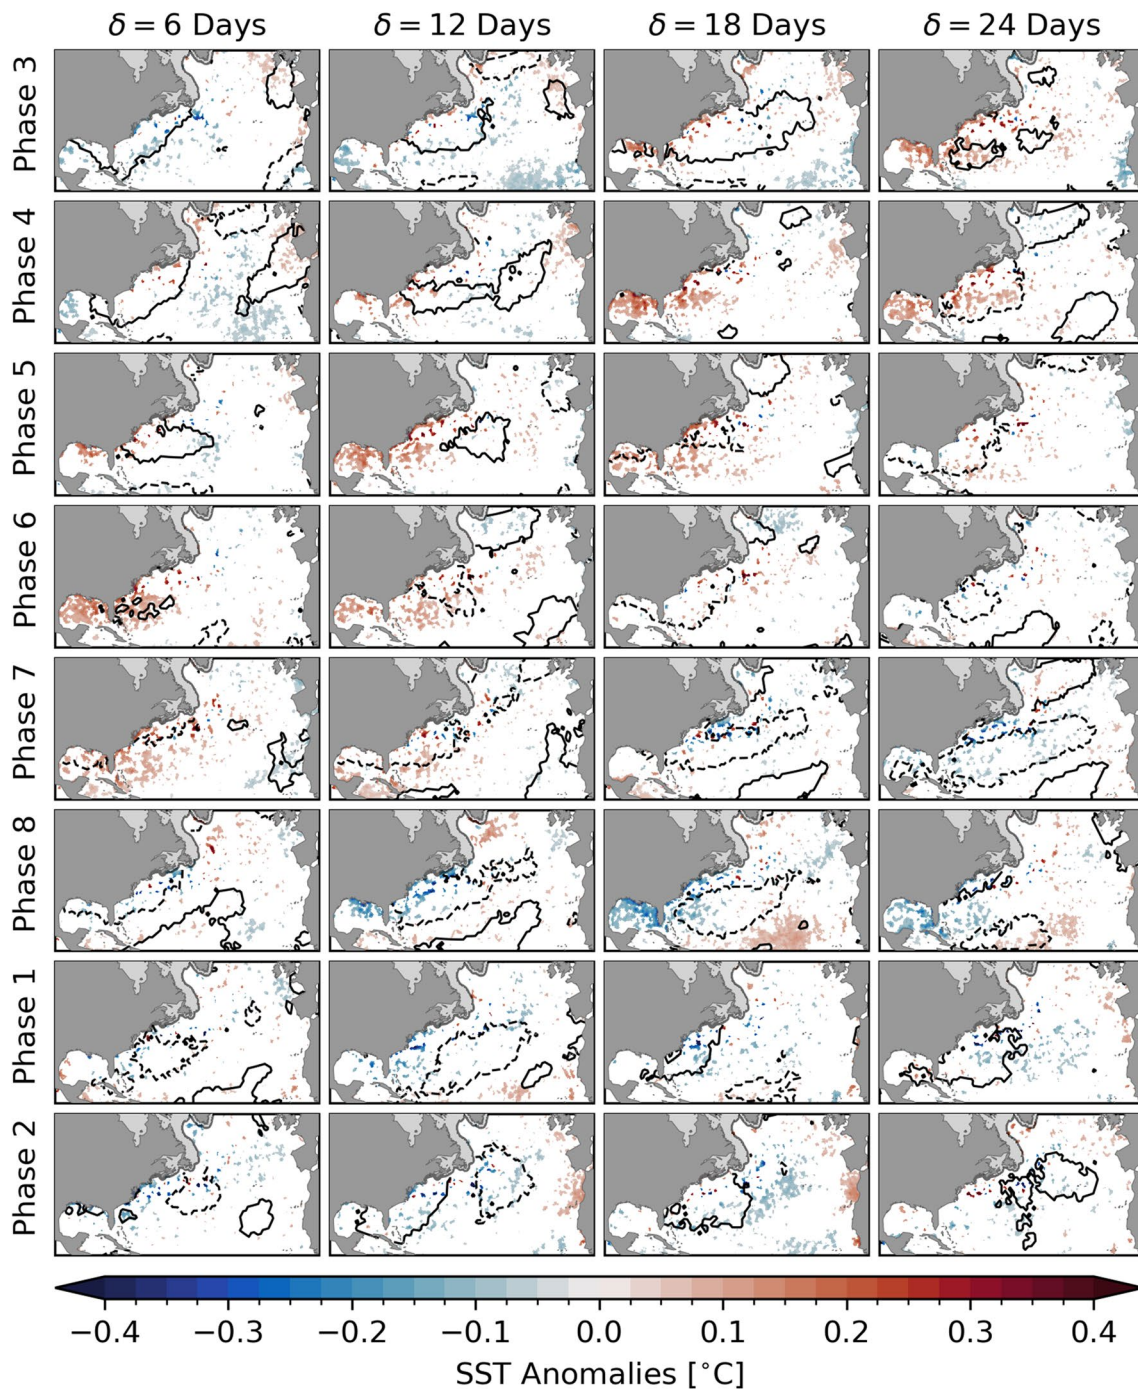 δ = 6 Days δ = 12 Days δ = 18 Days δ = 24 Days
Phase 3
Phase 4
Phase 5
Phase 6
Phase 7
Phase 8
Phase 1
Phase 2
−0.4 −0.3 −0.2 −0.1 0.0 0.1 0.2 0.3 0.4
SST Anomalies [°C]